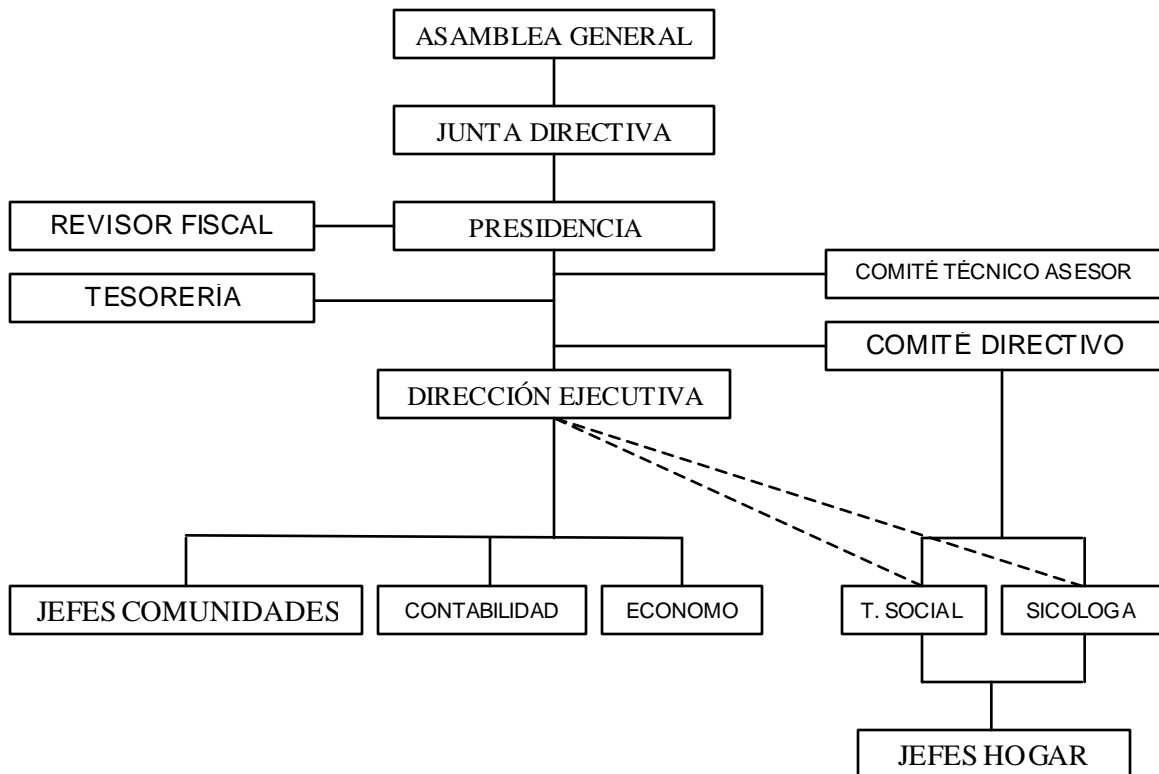 ASAMBLEA GENERAL
JUNTA DIRECTIVA
REVISOR FISCAL
PRESIDENCIA
COMITÉ TÉCNICO ASESOR
TESORERÍA
COMITÉ DIRECTIVO
DIRECCIÓN EJECUTIVA
JEFES COMUNIDADES
CONTABILIDAD
ECONOMO
T. SOCIAL
SICOLOGA
JEFES HOGAR